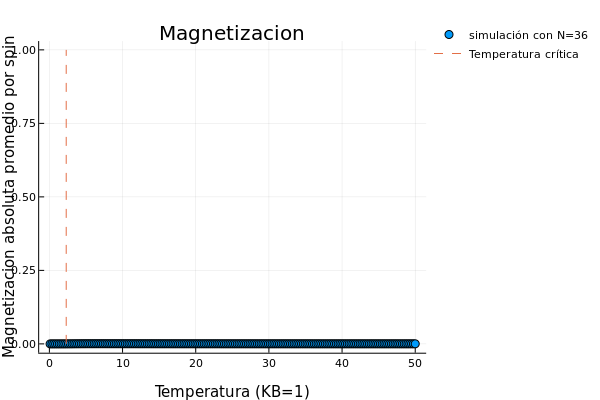 Magnetizacion
simulación con N=36
Temperatura crítica
Magnetizacion absoluta promedio por spin
1.00
0.75
0.50
0.25
0.00
0
10
20
30
40
50
Temperatura (KB=1)